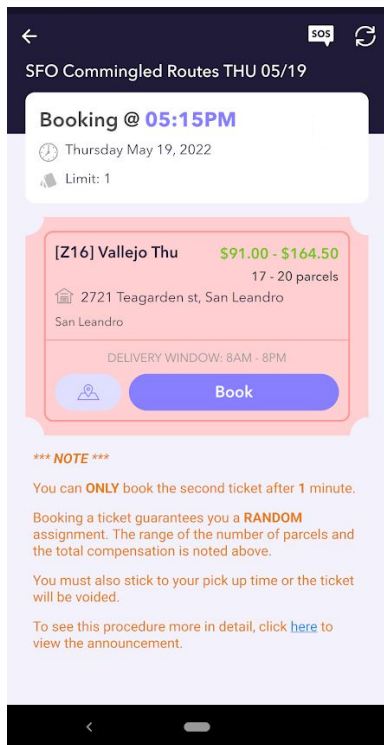 SOS
SFO Commingled Routes THU 05/19
Booking @ 05:15PM
Thursday May 19, 2022
Limit: 1
[Z16] Vallejo Thu $91.00 - $164.50
17 - 20 parcels
2721 Teagarden st, San Leandro
San Leandro
DELIVERY WINDOW: 8AM - 8PM
Book
*** NOTE ***
You can ONLY book the second ticket after 1 minute.
Booking a ticket guarantees you a RANDOM
assignment. The range of the number of parcels and
the total compensation is noted above.
You must also stick to your pick up time or the ticket
will be voided.
To see this procedure more in detail, click here to
view the announcement.